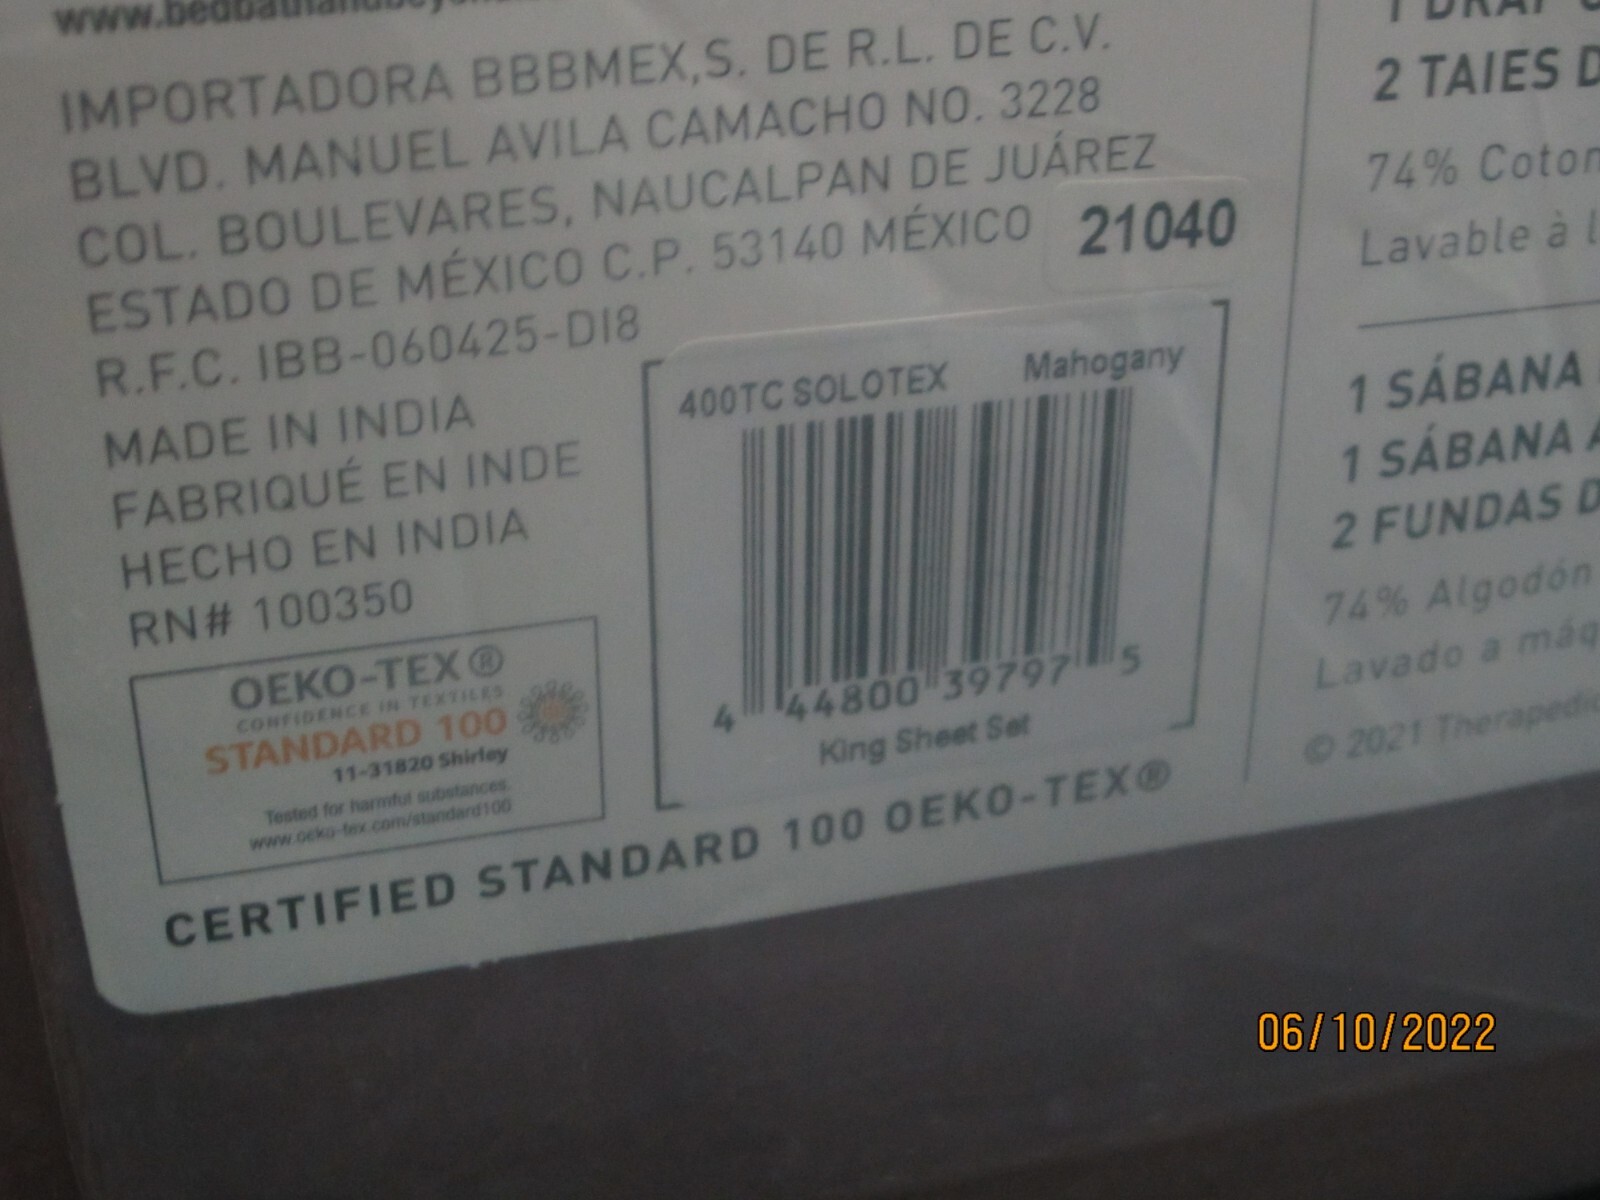 IMPORTADORA BBBMEX,S. DE R.L. DE C.V.
BLVD. MANUEL AVILA CAMACHO NO. 3228
COL. BOULEVARES, NAUCALPAN DE JUÁREZ
ESTADO DE MÉXICO C.P. 53140 MÉXICO
21040
R.F.C. IBB-060425-DI8
MADE IN INDIA
FABRIQUÉ EN INDE
HECHO EN INDIA
RN# 100350
OEKO-TEX®
CONFIDENCE IN TEXTILES
STANDARD 100
11-31820 Shirley
Tested for harmful substances.
www.oeko-tex.com/standard100
400TC SOLOTEX Mahogany
4 44800 39797 5
King Sheet Set
CERTIFIED STANDARD 100 OEKO-TEX®
2 TAIES
74% Coton
Lavable à
1 SÁBANA
1 SÁBANA
2 FUNDAS
74% Algodón
Lavado a
© 2021 Therapedic
06/10/2022